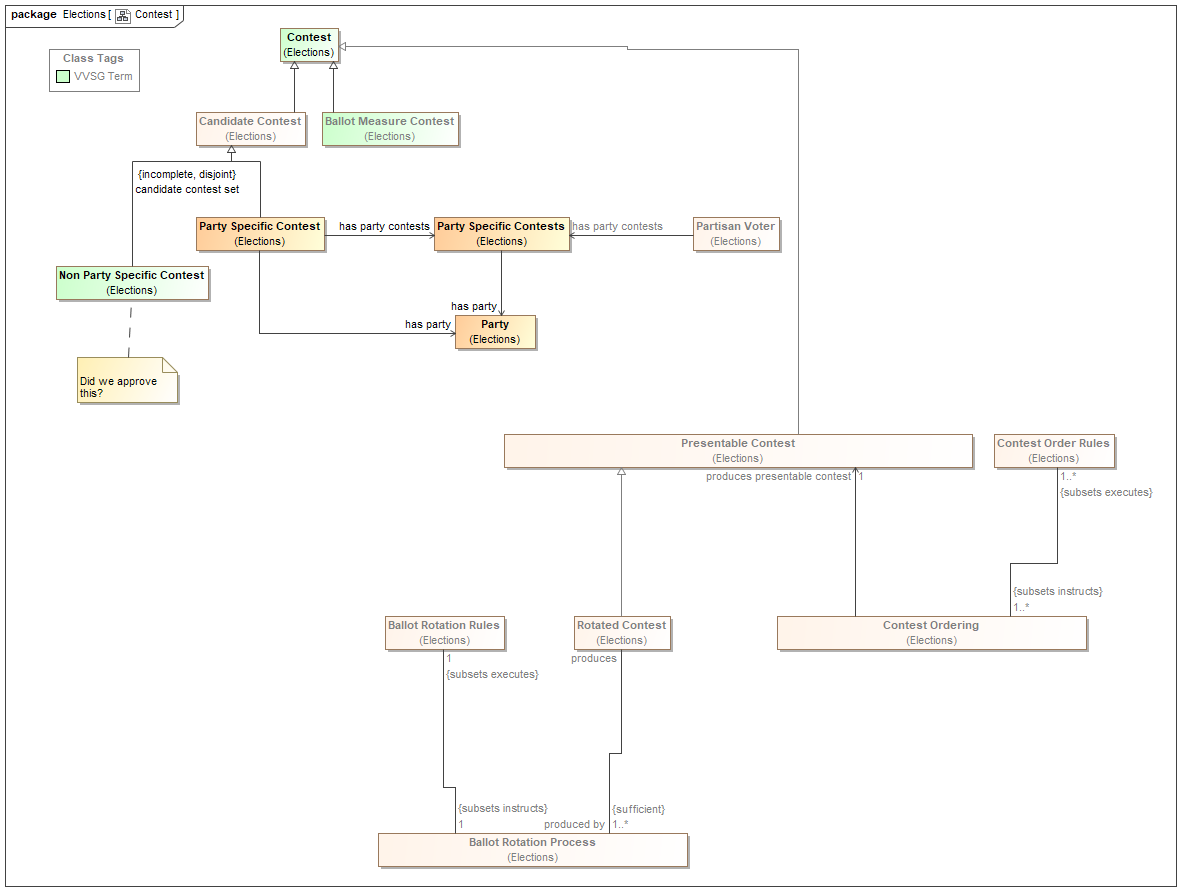 package Elections [ Contest ]
Class Tags
VVSG Term
Contest
(Elections)
Candidate Contest
(Elections)
Ballot Measure Contest
(Elections)
{incomplete, disjoint}
candidate contest set
Party Specific Contest
(Elections)
has party contests
Party Specific Contests
(Elections)
has party contests
Partisan Voter
(Elections)
Non Party Specific Contest
(Elections)
has party
has party
Party
(Elections)
Did we approve
this?
Presentable Contest
(Elections)
Contest Order Rules
(Elections)
produces presentable contest
1
1..*
{subsets executes}
{subsets instructs}
1..*
Ballot Rotation Rules
(Elections)
Rotated Contest
(Elections)
Contest Ordering
(Elections)
1
{subsets executes}
produces
{subsets instructs}
1
{sufficient}
produced by
1..*
Ballot Rotation Process
(Elections)